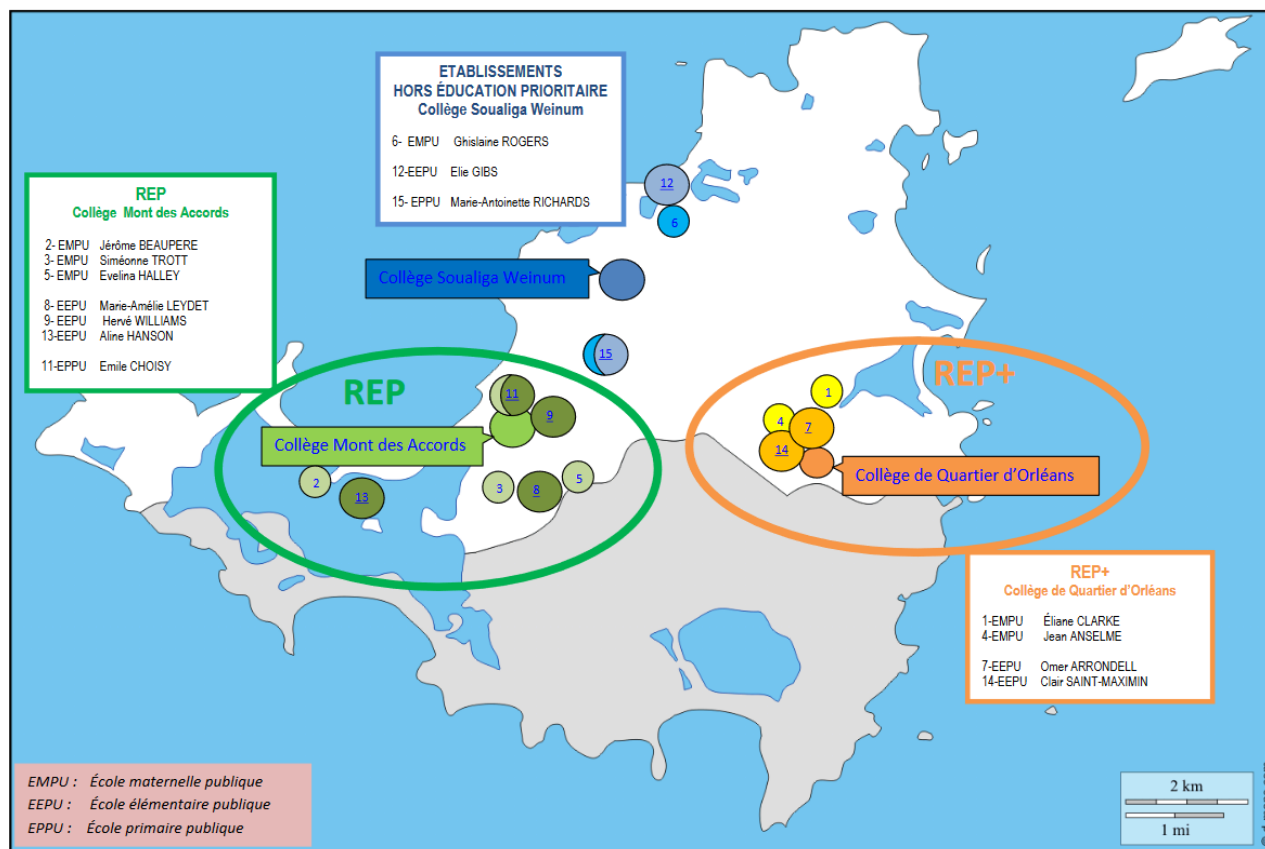 ETABLISSEMENTS
HORS ÉDUCATION PRIORITAIRE
Collège Soualiga Weinum
6- EMPU Ghislaine ROGERS
12-EEPU Elie GIBS
15- EPPU Marie-Antoinette RICHARDS
REP
Collège Mont des Accords
2- EMPU Jérôme BEAUPERE
3- EMPU Siméonne TROTT
5- EMPU Evelina HALLEY
8- EEPU Marie-Amélie LEYDET
9- EEPU Hervé WILLIAMS
13-EEPU Aline HANSON
11-EPPU Emile CHOISY
12
6
Collège Soualiga Weinum
15
REP
REP+
11
9
1
4
7
14
Collège Mont des Accords
Collège de Quartier d'Orléans
2
13
3
8
5
REP+
Collège de Quartier d'Orléans
1-EMPU Éliane CLARKE
4-EMPU Jean ANSELME
7-EEPU Omer ARRONDELL
14-EEPU Clair SAINT-MAXIMIN
EMPU : École maternelle publique
EEPU : École élémentaire publique
EPPU : École primaire publique
2 km
1 mi